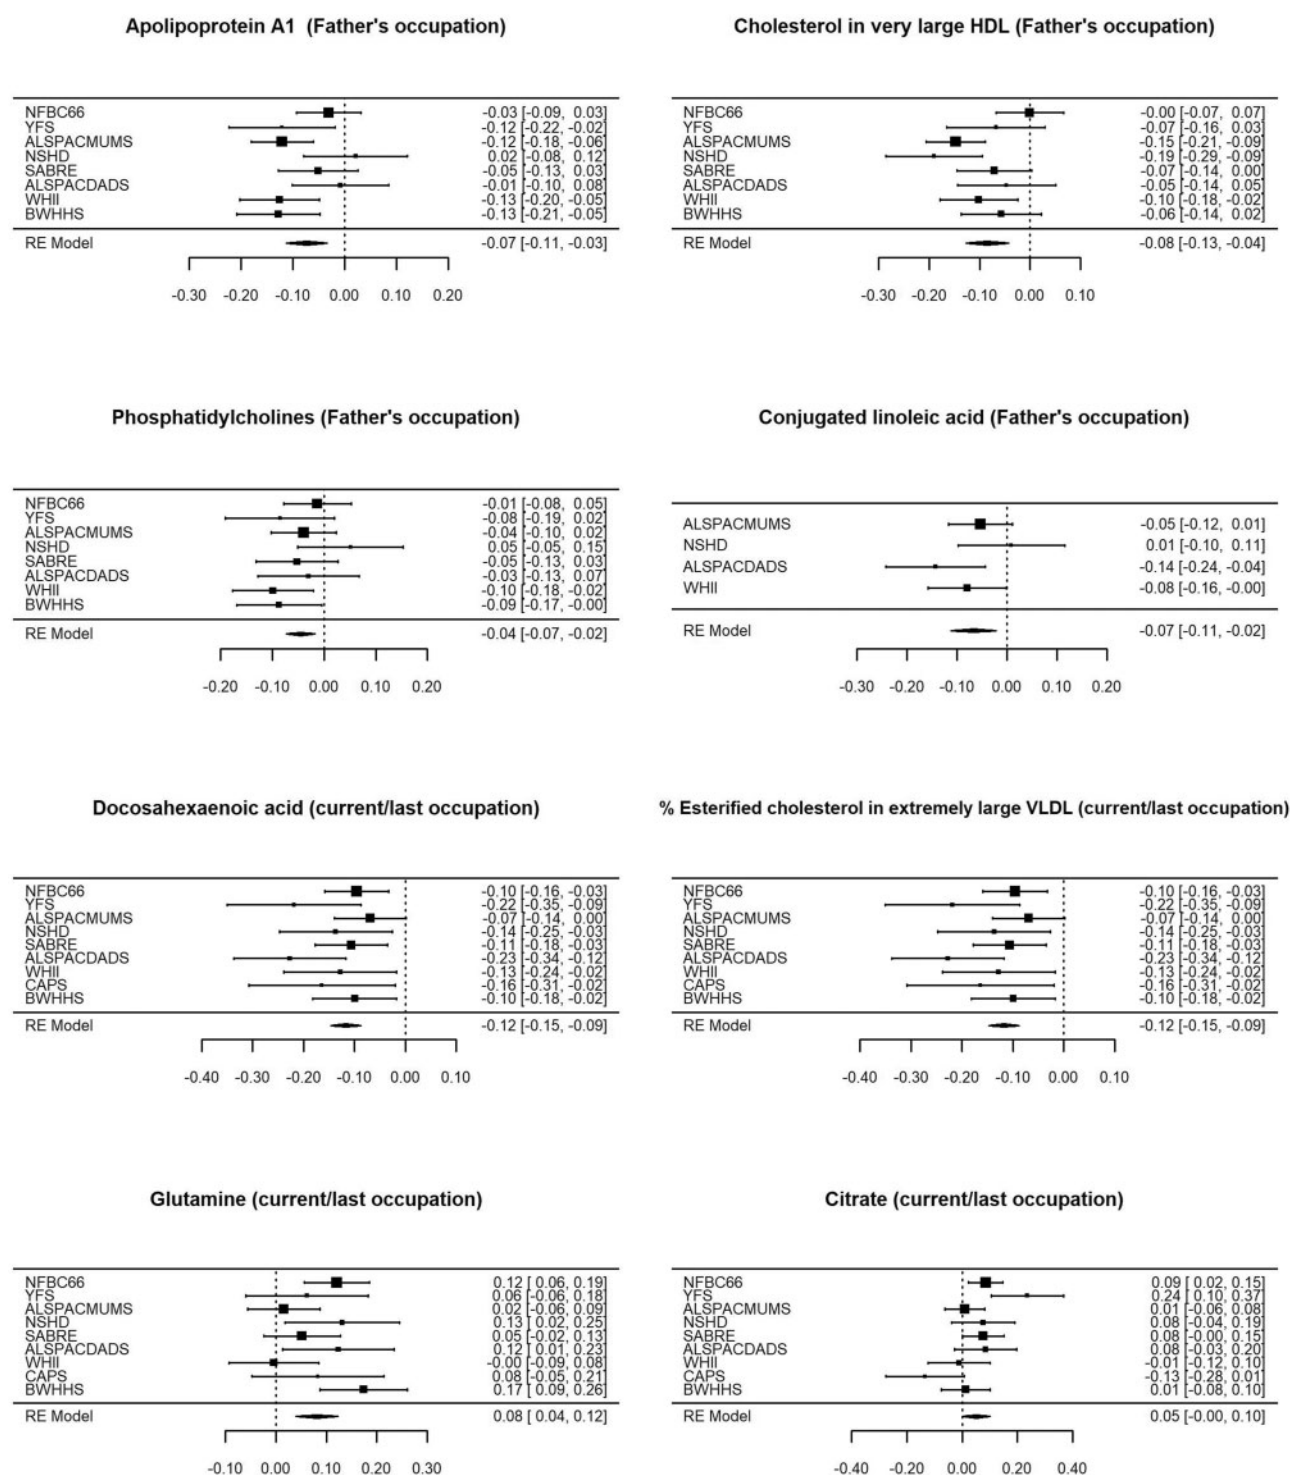 Apolipoprotein A1 (Father's occupation)
NFBC66 -0.03 [-0.09, 0.03]
YFS -0.12 [-0.22, -0.02]
ALSPACMUMS -0.12 [-0.18, -0.06]
NSHD 0.02 [-0.08, 0.12]
SABRE -0.05 [-0.13, 0.03]
ALSPACDADS -0.01 [-0.10, 0.08]
WHII -0.13 [-0.20, -0.05]
BWHHS -0.13 [-0.21, -0.05]
RE Model -0.07 [-0.11, -0.03]
-0.30 -0.20 -0.10 0.00 0.10 0.20
Cholesterol in very large HDL (Father's occupation)
NFBC66 -0.00 [-0.07, 0.07]
YFS -0.07 [-0.16, 0.03]
ALSPACMUMS -0.15 [-0.21, -0.09]
NSHD -0.19 [-0.29, -0.09]
SABRE -0.07 [-0.14, 0.00]
ALSPACDADS -0.05 [-0.14, 0.05]
WHII -0.10 [-0.18, -0.02]
BWHHS -0.06 [-0.14, 0.02]
RE Model -0.08 [-0.13, -0.04]
-0.30 -0.20 -0.10 0.00 0.10
Phosphatidylcholines (Father's occupation)
NFBC66 -0.01 [-0.08, 0.05]
YFS -0.08 [-0.19, 0.02]
ALSPACMUMS -0.04 [-0.10, 0.02]
NSHD 0.05 [-0.05, 0.15]
SABRE -0.05 [-0.13, 0.03]
ALSPACDADS -0.03 [-0.13, 0.07]
WHII -0.10 [-0.18, -0.02]
BWHHS -0.09 [-0.17, -0.00]
RE Model -0.04 [-0.07, -0.02]
-0.20 -0.10 0.00 0.10 0.20
Conjugated linoleic acid (Father's occupation)
ALSPACMUMS -0.05 [-0.12, 0.01]
NSHD 0.01 [-0.10, 0.11]
ALSPACDADS -0.14 [-0.24, -0.04]
WHII -0.08 [-0.16, -0.00]
RE Model -0.07 [-0.11, -0.02]
-0.30 -0.20 -0.10 0.00 0.10 0.20
Docosahexaenoic acid (current/last occupation)
NFBC66 -0.10 [-0.16, -0.03]
YFS -0.22 [-0.35, -0.09]
ALSPACMUMS -0.07 [-0.14, 0.00]
NSHD -0.14 [-0.25, -0.03]
SABRE -0.11 [-0.18, -0.03]
ALSPACDADS -0.23 [-0.34, -0.12]
WHII -0.13 [-0.24, -0.02]
CAPS -0.16 [-0.31, -0.02]
BWHHS -0.10 [-0.18, -0.02]
RE Model -0.12 [-0.15, -0.09]
-0.40 -0.30 -0.20 -0.10 0.00 0.10
% Esterified cholesterol in extremely large VLDL (current/last occupation)
NFBC66 -0.10 [-0.16, -0.03]
YFS -0.22 [-0.35, -0.09]
ALSPACMUMS -0.07 [-0.14, 0.00]
NSHD -0.14 [-0.25, -0.03]
SABRE -0.11 [-0.18, -0.03]
ALSPACDADS -0.23 [-0.34, -0.12]
WHII -0.13 [-0.24, -0.02]
CAPS -0.16 [-0.31, -0.02]
BWHHS -0.10 [-0.18, -0.02]
RE Model -0.12 [-0.15, -0.09]
-0.40 -0.30 -0.20 -0.10 0.00 0.10
Glutamine (current/last occupation)
NFBC66 0.12 [ 0.06, 0.19]
YFS 0.06 [-0.06, 0.18]
ALSPACMUMS 0.02 [-0.06, 0.09]
NSHD 0.13 [ 0.02, 0.25]
SABRE 0.05 [-0.02, 0.13]
ALSPACDADS 0.12 [ 0.01, 0.23]
WHII -0.00 [-0.09, 0.08]
CAPS 0.08 [-0.05, 0.21]
BWHHS 0.17 [ 0.09, 0.26]
RE Model 0.08 [ 0.04, 0.12]
-0.10 0.00 0.10 0.20 0.30
Citrate (current/last occupation)
NFBC66 0.09 [ 0.02, 0.15]
YFS 0.24 [ 0.10, 0.37]
ALSPACMUMS 0.01 [-0.06, 0.08]
NSHD 0.08 [-0.04, 0.19]
SABRE 0.08 [-0.00, 0.15]
ALSPACDADS 0.08 [-0.03, 0.20]
WHII -0.01 [-0.12, 0.10]
CAPS -0.13 [-0.28, 0.01]
BWHHS 0.01 [-0.08, 0.10]
RE Model 0.05 [-0.00, 0.10]
-0.40 -0.20 0.00 0.20 0.40